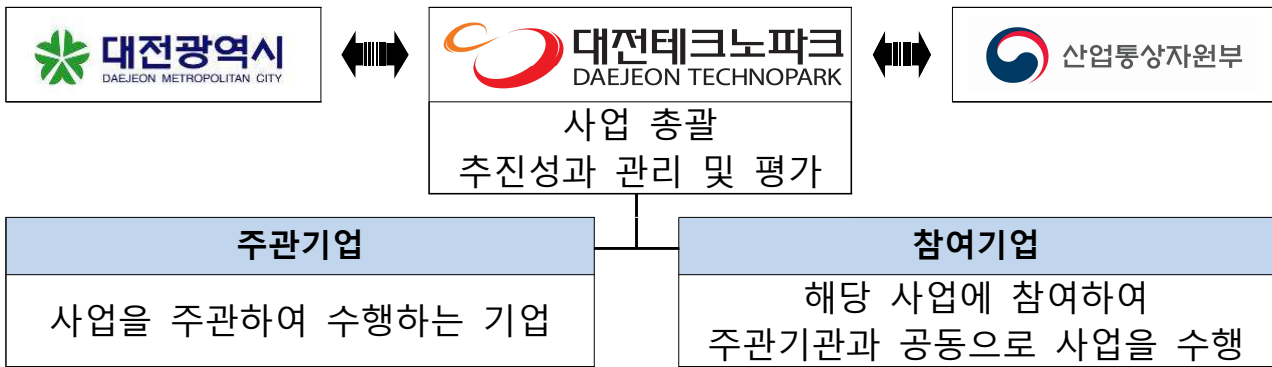 대전광역시
DAEJEON METROPOLITAN CITY
대전테크노파크
DAEJEON TECHNOPARK
산업통상자원부
사업 총괄
추진성과 관리 및 평가
주관기업
사업을 주관하여 수행하는 기업
참여기업
해당 사업에 참여하여
주관기관과 공동으로 사업을 수행